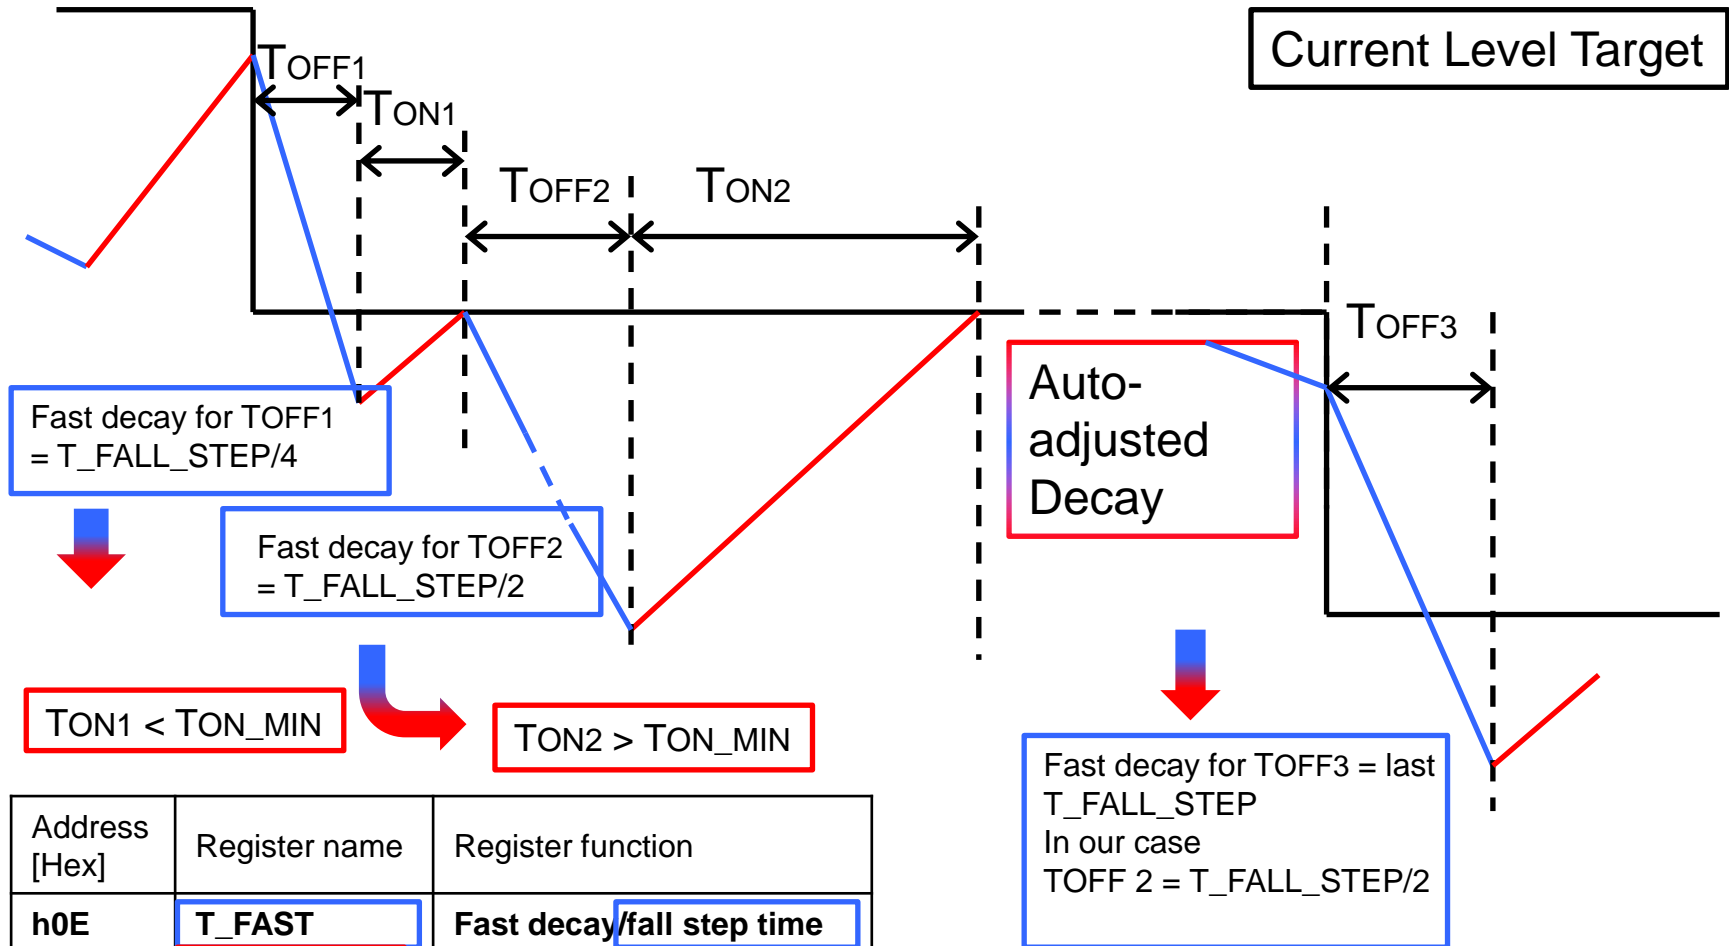 Current Level Target
TOFF1
TON1
TOFF2
TON2
TOFF3
Fast decay for TOFF1
= T_FALL_STEP/4
Auto-
adjusted
Decay
Fast decay for TOFF2
= T_FALL_STEP/2
TON1 < TON_MIN
TON2 > TON_MIN
Fast decay for TOFF3 = last
T_FALL_STEP
In our case
TOFF 2 = T_FALL_STEP/2
Address
[Hex]
Register name
Register function
h0E
T_FAST
Fast decay/fall step time